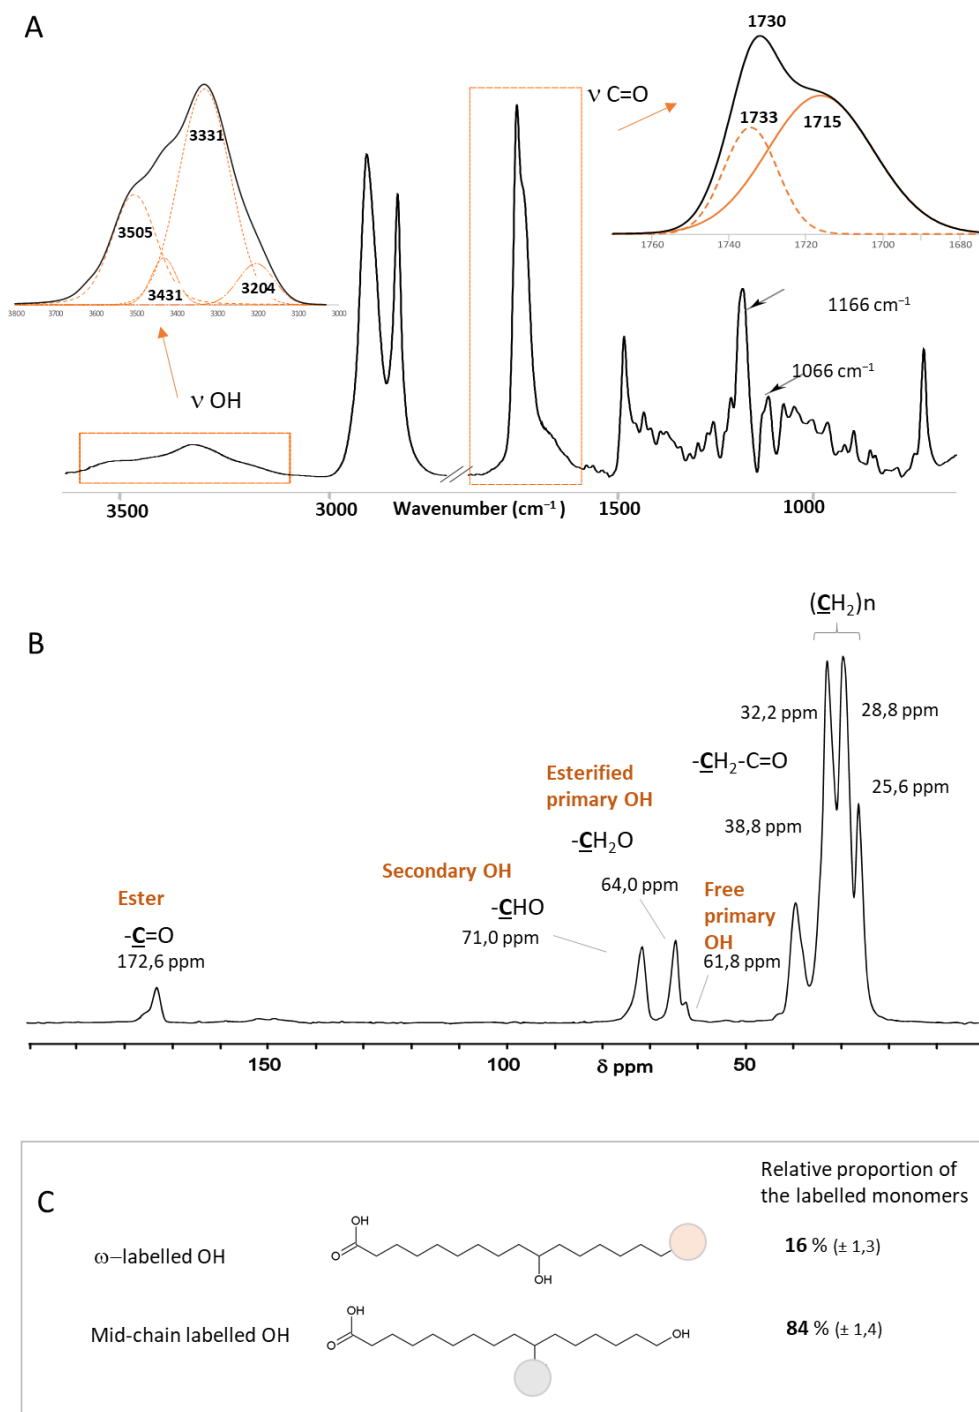 A
1730
ν C=O
1733
1715
3331
3505
3431
3204
3800 3700 3600 3500 3400 3300 3200 3100 3000
1760 1740 1720 1700 1680
1166 cm⁻¹
1066 cm⁻¹
ν OH
3500 3000 Wavenumber (cm⁻¹) 1500 1000
B
(CH₂)n
32,2 ppm
28,8 ppm
-CH₂-C=O
25,6 ppm
38,8 ppm
Esterified
primary OH
-CH₂O
64,0 ppm
Secondary OH
-CHO
71,0 ppm
Free
primary
OH
61,8 ppm
Ester
-C=O
172,6 ppm
150 100 δ ppm 50
C
Relative proportion of
the labelled monomers
ω–labelled OH
OH
O
OH
16 % (± 1,3)
Mid-chain labelled OH
OH
O
OH
84 % (± 1,4)